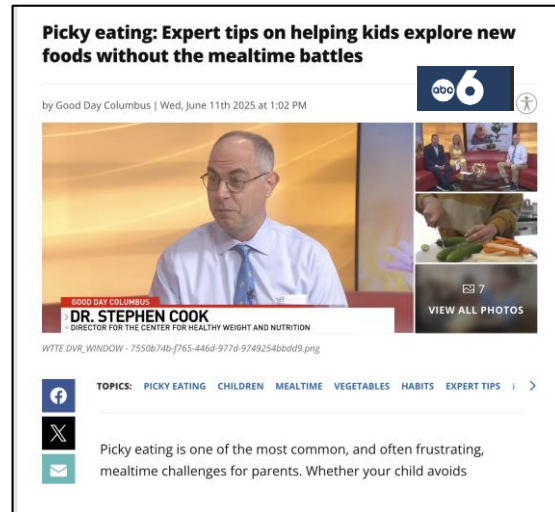 Picky eating: Expert tips on helping kids explore new
foods without the mealtime battles
abc 6
by Good Day Columbus | Wed, June 11th 2025 at 1:02 PM
GOOD DAY COLUMBUS
DR. STEPHEN COOK
DIRECTOR FOR THE CENTER FOR HEALTHY WEIGHT AND NUTRITION
7
VIEW ALL PHOTOS
WTTE DVR_WINDOW - 7550b74b-f765-446d-977d-9749254bbdd9.png
TOPICS: PICKY EATING CHILDREN MEALTIME VEGETABLES HABITS EXPERT TIPS
Picky eating is one of the most common, and often frustrating,
mealtime challenges for parents. Whether your child avoids